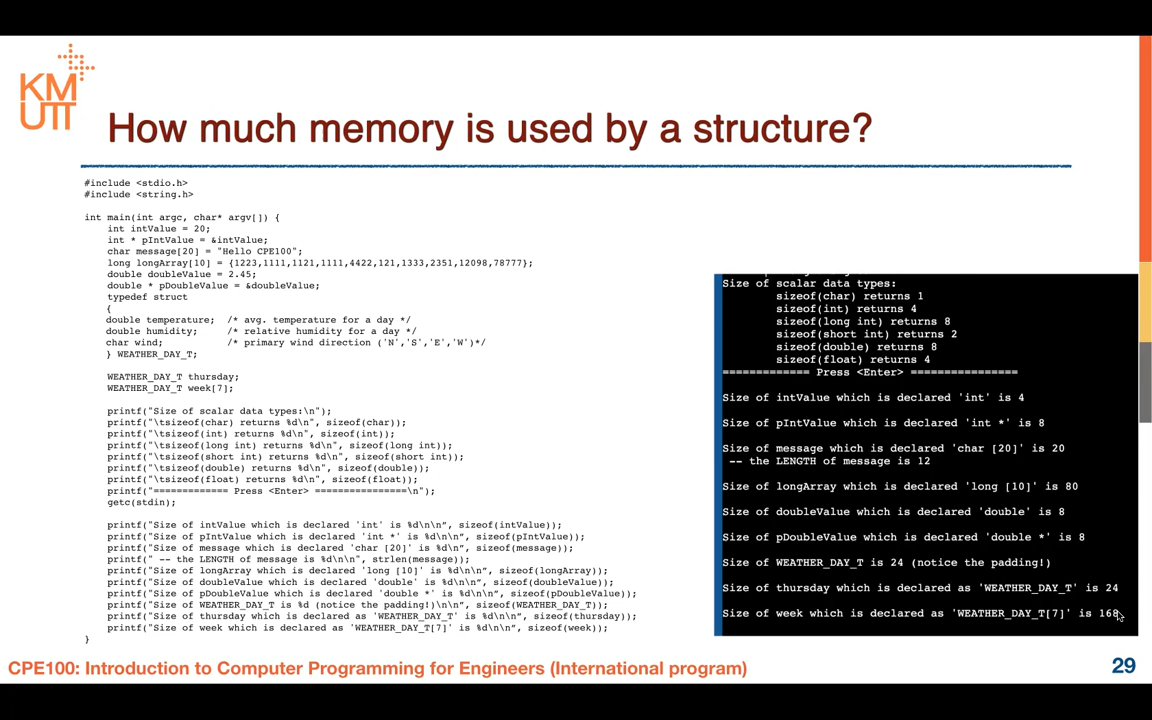 KM
UTT
How much memory is used by a structure?
#include <stdio.h>
#include <string.h>
int main(int argc, char* argv[]) {
int intValue = 20;
int * pIntValue = &intValue;
char message[20] = "Hello CPE100";
long longArray[10] = {1223,1111,1121,1111,4422,121,1333,2351,12098,78777};
double doubleValue = 2.45;
double * pDoubleValue = &doubleValue;
typedef struct
{
double temperature; /* avg. temperature for a day */
double humidity; /* relative humidity for a day */
char wind; /* primary wind direction ('N','S','E','W')*/
} WEATHER_DAY_T;
WEATHER_DAY_T thursday;
WEATHER_DAY_T week[7];
printf("Size of scalar data types:\n");
printf("\tsizeof(char) returns %d\n", sizeof(char));
printf("\tsizeof(int) returns %d\n", sizeof(int));
printf("\tsizeof(long int) returns %d\n", sizeof(long int));
printf("\tsizeof(short int) returns %d\n", sizeof(short int));
printf("\tsizeof(double) returns %d\n", sizeof(double));
printf("\tsizeof(float) returns %d\n", sizeof(float));
printf("============= Press <Enter> ================\n");
getc(stdin);
printf("Size of intValue which is declared 'int' is %d\n\n", sizeof(intValue));
printf("Size of pIntValue which is declared 'int *' is %d\n\n", sizeof(pIntValue));
printf("Size of message which is declared 'char [20]' is %d\n", sizeof(message));
printf(" -- the LENGTH of message is %d\n\n", strlen(message));
printf("Size of longArray which is declared 'long [10]' is %d\n\n", sizeof(longArray));
printf("Size of doubleValue which is declared 'double' is %d\n\n", sizeof(doubleValue));
printf("Size of pDoubleValue which is declared 'double *' is %d\n\n", sizeof(pDoubleValue));
printf("Size of WEATHER_DAY_T is %d (notice the padding!)\n\n", sizeof(WEATHER_DAY_T));
printf("Size of thursday which is declared as 'WEATHER_DAY_T' is %d\n\n", sizeof(thursday));
printf("Size of week which is declared as 'WEATHER_DAY_T[7]' is %d\n\n", sizeof(week));
}
Size of scalar data types:
sizeof(char) returns 1
sizeof(int) returns 4
sizeof(long int) returns 8
sizeof(short int) returns 2
sizeof(double) returns 8
sizeof(float) returns 4
============= Press <Enter> ================
Size of intValue which is declared 'int' is 4
Size of pIntValue which is declared 'int *' is 8
Size of message which is declared 'char [20]' is 20
-- the LENGTH of message is 12
Size of longArray which is declared 'long [10]' is 80
Size of doubleValue which is declared 'double' is 8
Size of pDoubleValue which is declared 'double *' is 8
Size of WEATHER_DAY_T is 24 (notice the padding!)
Size of thursday which is declared as 'WEATHER_DAY_T' is 24
Size of week which is declared as 'WEATHER_DAY_T[7]' is 168
CPE100: Introduction to Computer Programming for Engineers (International program)
29